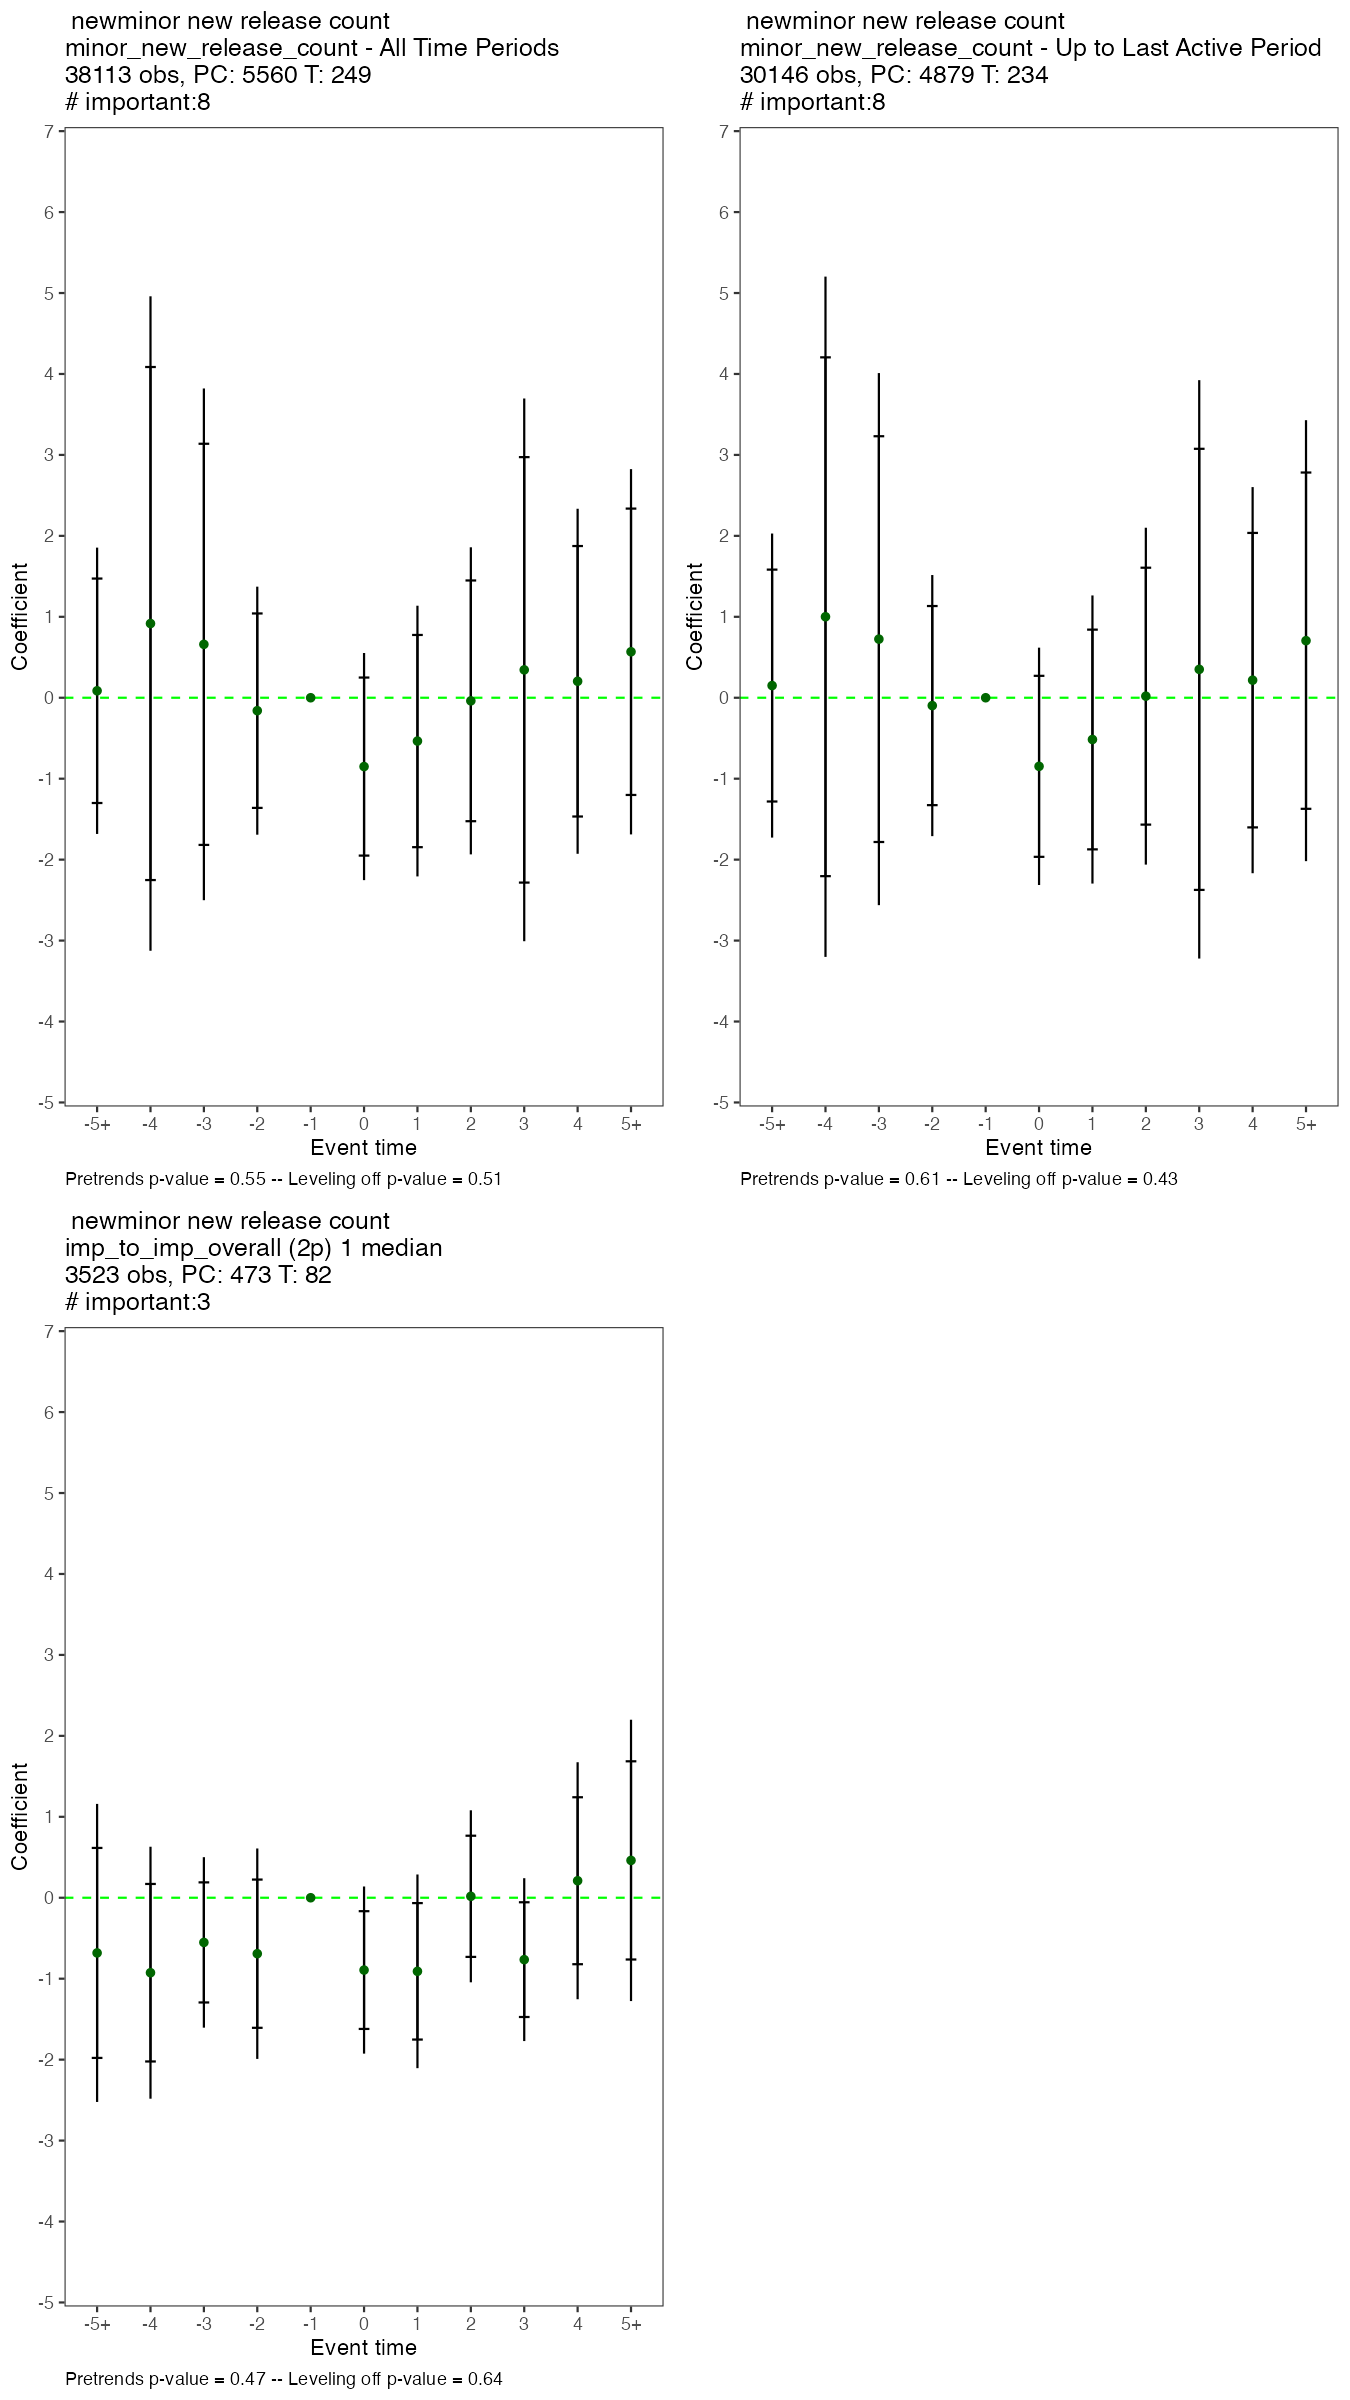 newminor new release count
minor_new_release_count - All Time Periods
38113 obs, PC: 5560 T: 249
# important:8
7
6
5
4
3
2
1
0
-1
-2
-3
-4
-5
Coefficient
-5+ -4 -3 -2 -1 0 1 2 3 4 5+
Event time
Pretrends p-value = 0.55 -- Leveling off p-value = 0.51
newminor new release count
minor_new_release_count - Up to Last Active Period
30146 obs, PC: 4879 T: 234
# important:8
7
6
5
4
3
2
1
0
-1
-2
-3
-4
-5
Coefficient
-5+ -4 -3 -2 -1 0 1 2 3 4 5+
Event time
Pretrends p-value = 0.61 -- Leveling off p-value = 0.43
newminor new release count
imp_to_imp_overall (2p) 1 median
3523 obs, PC: 473 T: 82
# important:3
7
6
5
4
3
2
1
0
-1
-2
-3
-4
-5
Coefficient
-5+ -4 -3 -2 -1 0 1 2 3 4 5+
Event time
Pretrends p-value = 0.47 -- Leveling off p-value = 0.64